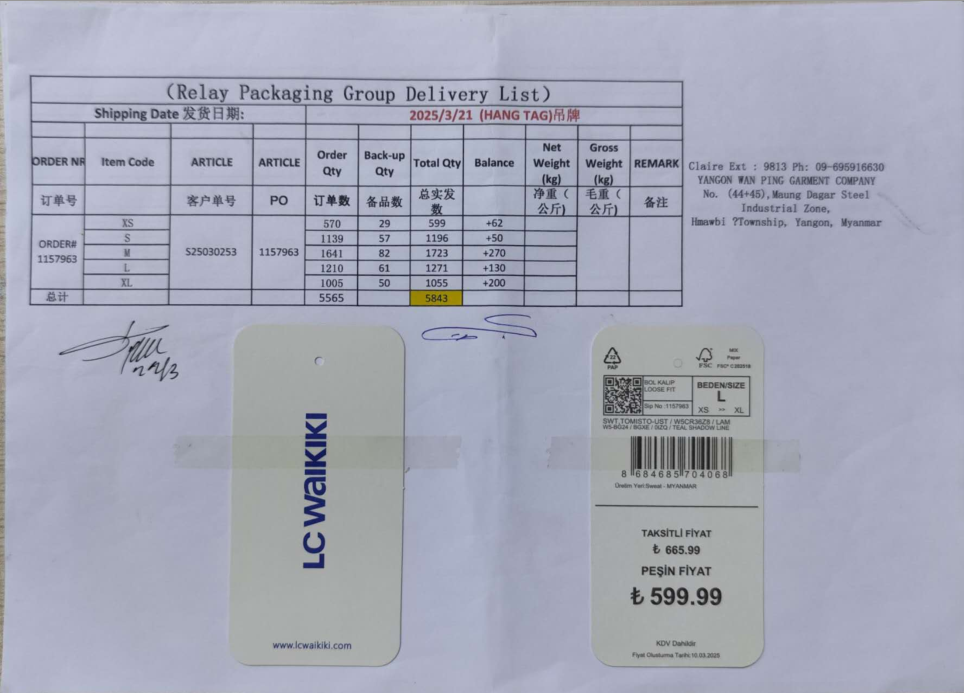 (Relay Packaging Group Delivery List)
Shipping Date 发货日期: 2025/3/21 (HANG TAG)吊牌
ORDER NR Item Code ARTICLE ARTICLE Order Qty Back-up Qty Total Qty Balance Net Weight (kg) Gross Weight (kg) REMARK
订单号 客户单号 PO 订单数 备品数 总实发数 净重(公斤) 毛重(公斤) 备注
ORDER# 1157963 S25030253 1157963
XS 570 29 599 +62
S 1139 57 1196 +50
M 1641 82 1723 +270
L 1210 61 1271 +130
XL 1005 50 1055 +200
总计 5565 5843
Claire Ext : 9813 Ph: 09-695916630
YANGON WAN PING GARMENT COMPANY
No. (44+45),Maung Dagar Steel
Industrial Zone,
Hmawbi ?Township, Yangon, Myanmar
22/3
LC WAIKIKI
www.lcwaikiki.com
22
PAP
FSC
MIX
Paper
BOL KALIP
LOOSE FIT
Sip No :1157963
BEDEN/SIZE
L
XS ↔ XL
SWT,TOMISTO-UST / W5CR36Z8 / LAM
TEAL SHADOW LINE
8 684685 704088
Üretim Yeri:Sweat - MYANMAR
TAKSİTLİ FİYAT
₺ 665.99
PEŞİN FİYAT
₺ 599.99
KDV Dahildir
Fiyat Olusturma Tarihi:10.03.2025